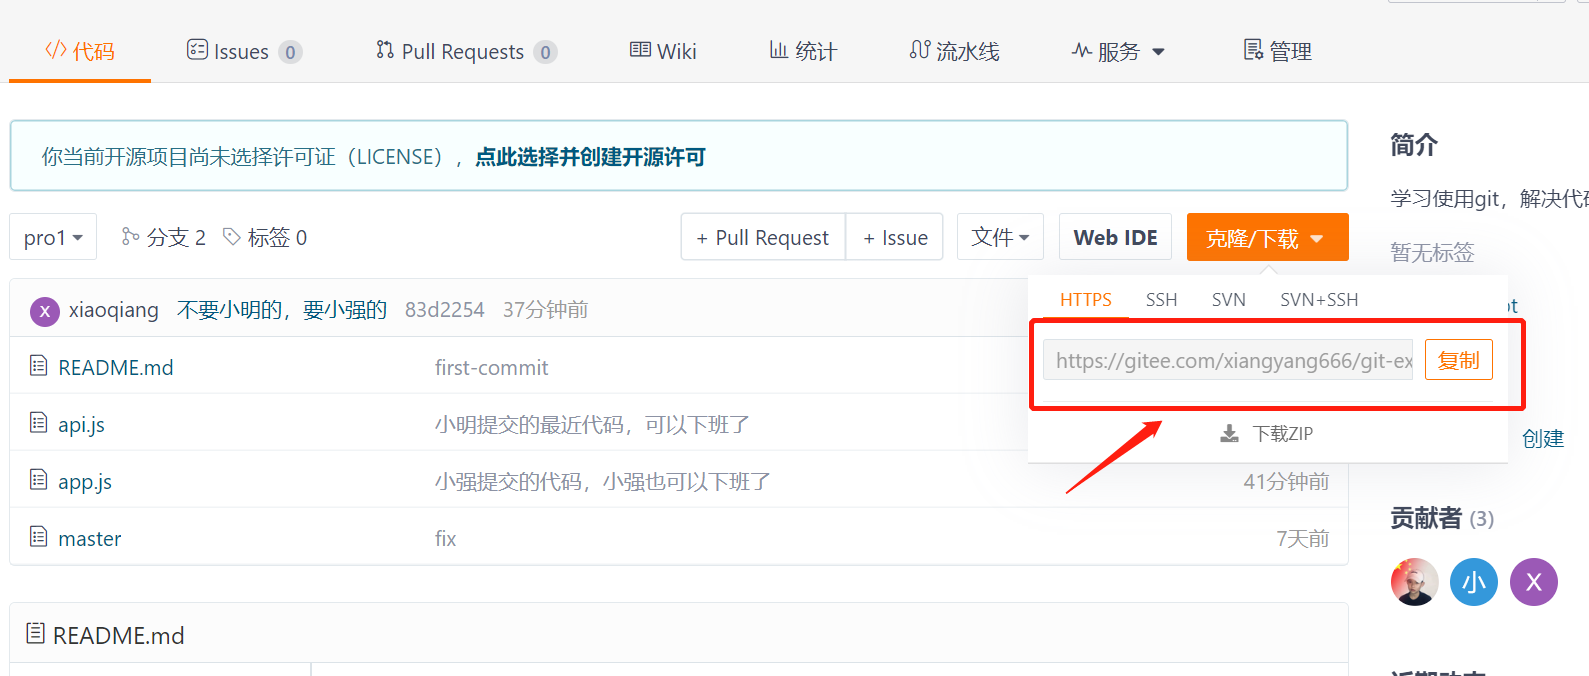 代码 Issues 0 Pull Requests 0 Wiki 统计 流水线 服务 管理
你当前开源项目尚未选择许可证（LICENSE），点此选择并创建开源许可
简介
学习使用git，解决代
暂无标签
pro1 分支 2 标签 0 + Pull Request + Issue 文件 Web IDE 克隆/下载
HTTPS SSH SVN SVN+SSH
https://gitee.com/xiangyang666/git-ex 复制
下载ZIP
创建
X xiaoqiang 不要小明的，要小强的 83d2254 37分钟前
README.md first-commit
api.js 小明提交的最近代码，可以下班了
app.js 小强提交的代码，小强也可以下班了 41分钟前
master fix 7天前
贡献者 (3)
小 X
README.md